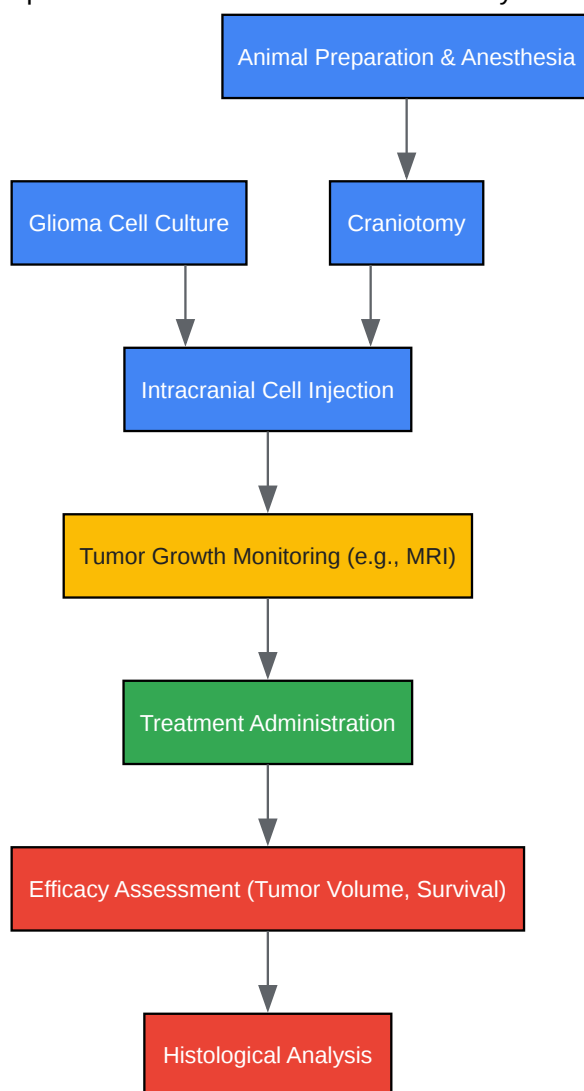 Animal Preparation & Anesthesia
Glioma Cell Culture
Craniotomy
Intracranial Cell Injection
Tumor Growth Monitoring (e.g., MRI)
Treatment Administration
Efficacy Assessment (Tumor Volume, Survival)
Histological Analysis